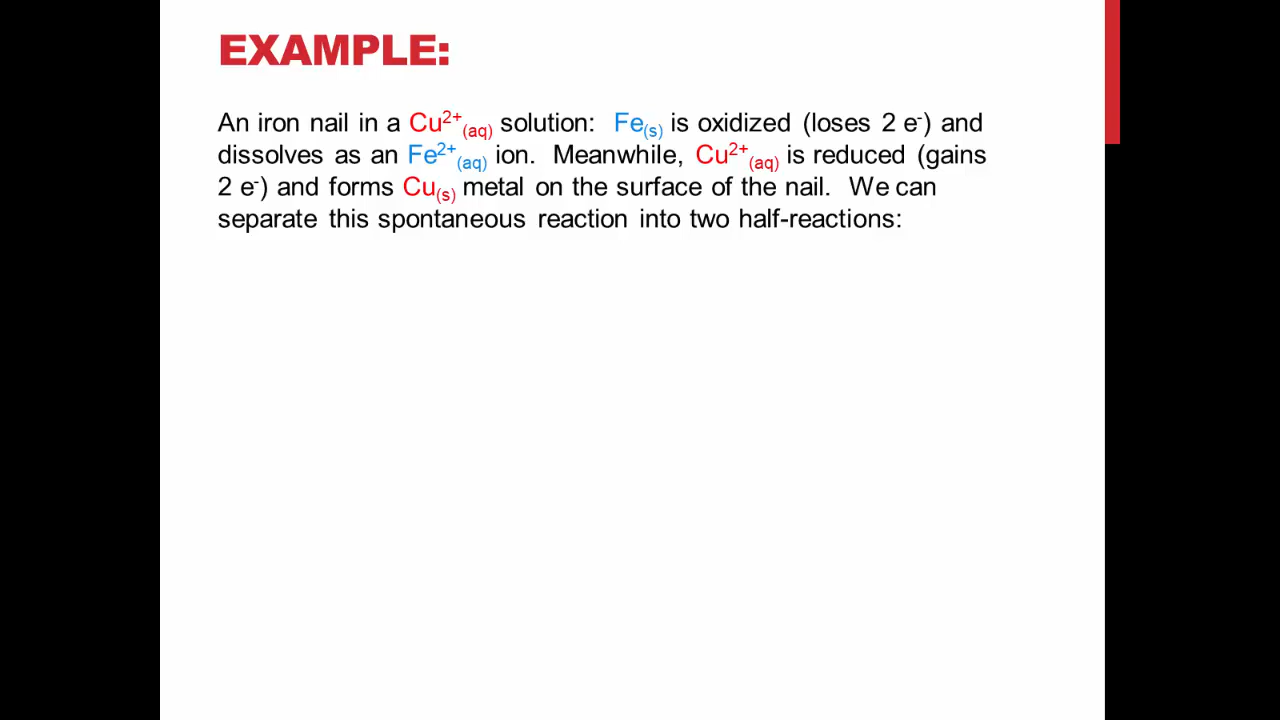 EXAMPLE:
An iron nail in a Cu²⁺₍aq₎ solution: Fe₍s₎ is oxidized (loses 2 e⁻) and
dissolves as an Fe²⁺₍aq₎ ion. Meanwhile, Cu²⁺₍aq₎ is reduced (gains
2 e⁻) and forms Cu₍s₎ metal on the surface of the nail. We can
separate this spontaneous reaction into two half-reactions: